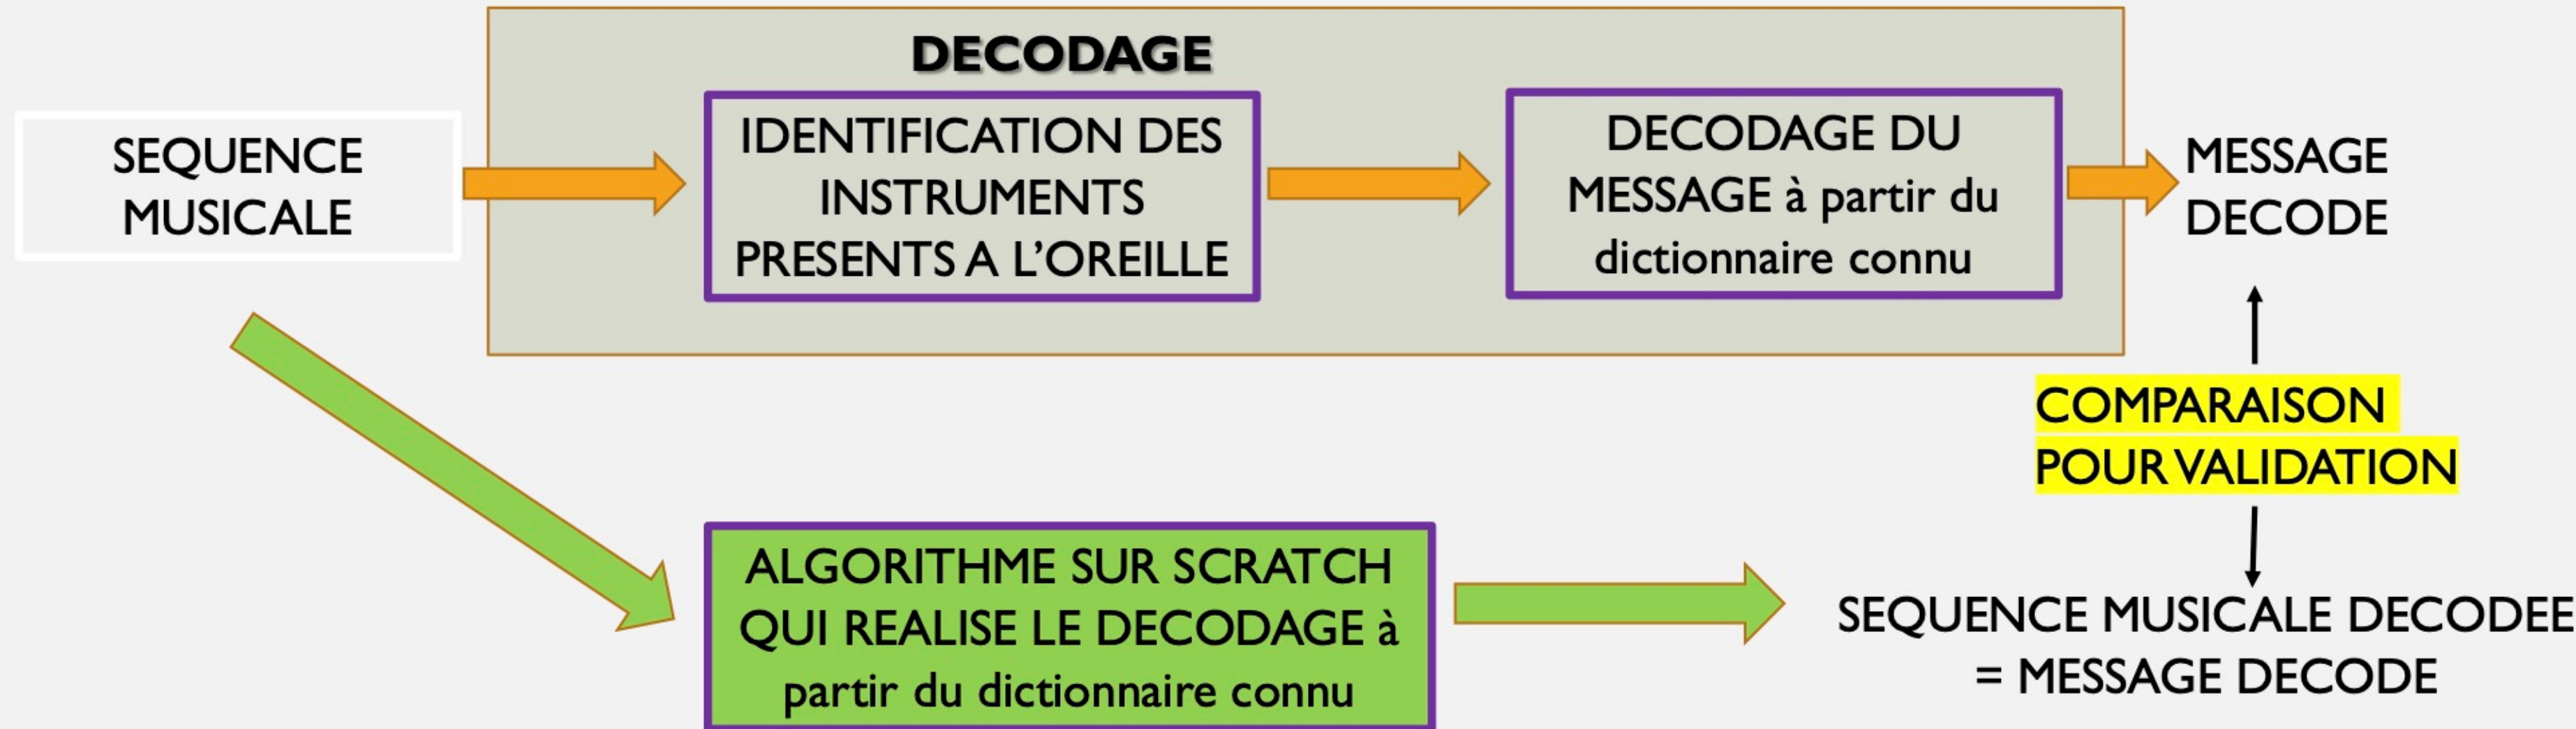 DECODAGE
SEQUENCE
MUSICALE
IDENTIFICATION DES
INSTRUMENTS
PRESENTS A L'OREILLE
DECODAGE DU
MESSAGE à partir du
dictionnaire connu
MESSAGE
DECODE
COMPARAISON
POUR VALIDATION
ALGORITHME SUR SCRATCH
QUI REALISE LE DECODAGE à
partir du dictionnaire connu
SEQUENCE MUSICALE DECODEE
= MESSAGE DECODE